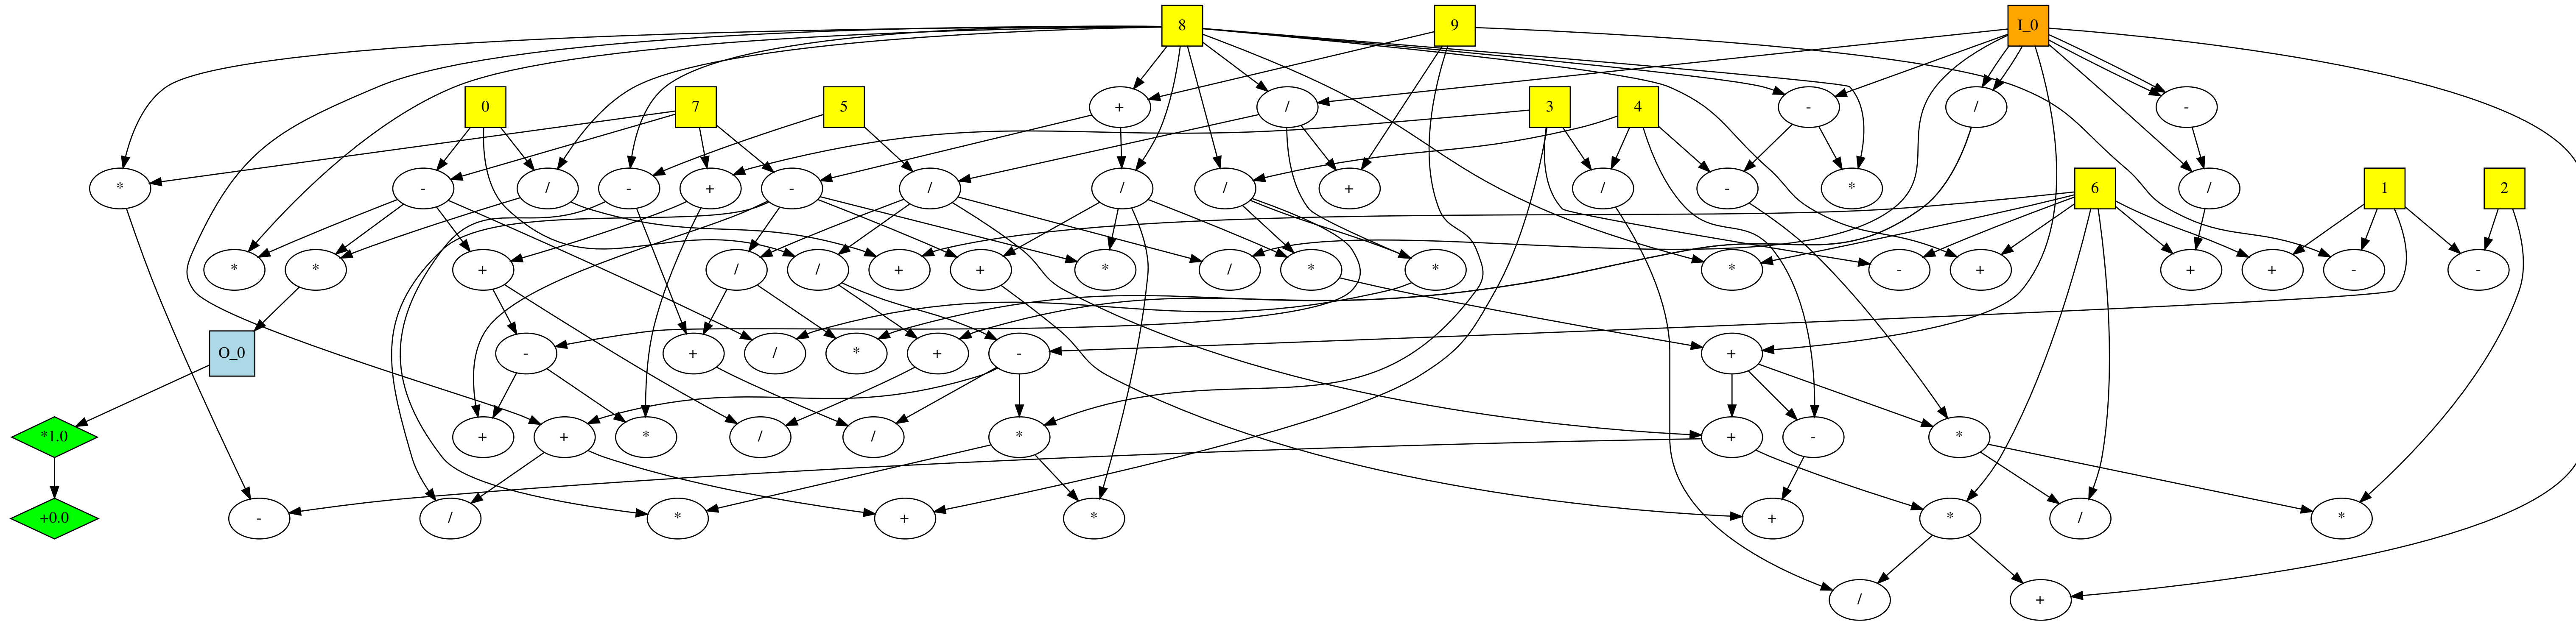 8 9 I_0
0 7 5 + / 3 4 - / -
* - / - + - / / / + / - * / 6 1 2
* * + / / + + * / * * * - + + + - -
O_0 - + / * + - +
*1.0 + + * / / * + - *
+0.0 - / * + * + * / *
/ +